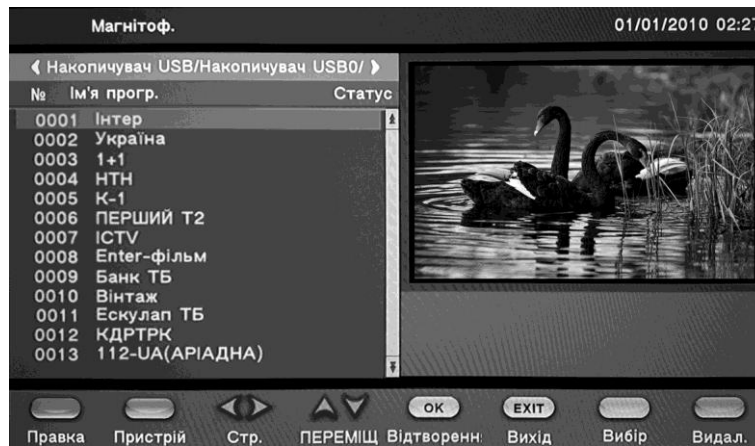 Магнітоф. 01/01/2010 02:27
Накопичувач USB/Накопичувач USB0/
№ Ім'я прогр. Статус
0001 Інтер
0002 Україна
0003 1+1
0004 НТН
0005 К-1
0006 ПЕРШИЙ Т2
0007 ICTV
0008 Enter-фільм
0009 Банк ТБ
0010 Вінтаж
0011 Ескулап ТБ
0012 КДРТРК
0013 112-UA(АРІАДНА)
OK EXIT
Правка Пристрій Стр. ПЕРЕМІЩ Відтворенн: Вихід Вибір Видал.